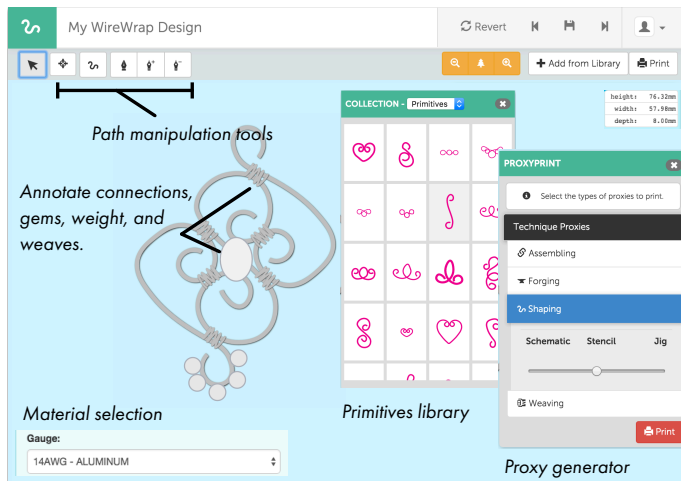 My WireWrap Design
Revert
Add from Library
Print
Path manipulation tools
height: 76.32mm
width: 57.98mm
depth: 8.00mm
COLLECTION - Primitives
PROXYPRINT
Select the types of proxies to print.
Technique Proxies
Assembling
Forging
Shaping
Schematic Stencil Jig
Weaving
Print
Annotate connections,
gems, weight, and
weaves.
Material selection
Primitives library
Proxy generator
Gauge:
14AWG - ALUMINUM